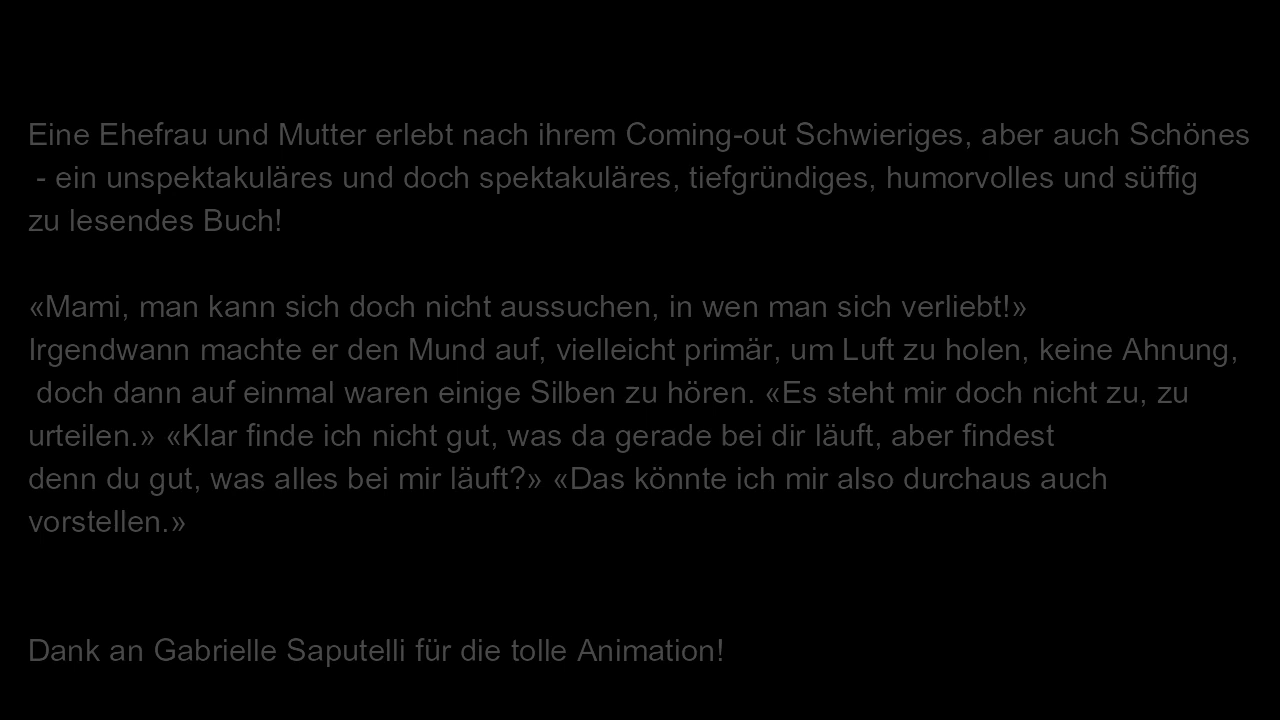 Eine Ehefrau und Mutter erlebt nach ihrem Coming-out Schwieriges, aber auch Schönes
- ein unspektakuläres und doch spektakuläres, tiefgründiges, humorvolles und süffig
zu lesendes Buch!
«Mami, man kann sich doch nicht aussuchen, in wen man sich verliebt!»
Irgendwann machte er den Mund auf, vielleicht primär, um Luft zu holen, keine Ahnung,
doch dann auf einmal waren einige Silben zu hören. «Es steht mir doch nicht zu, zu
urteilen.» «Klar finde ich nicht gut, was da gerade bei dir läuft, aber findest
denn du gut, was alles bei mir läuft?» «Das könnte ich mir also durchaus auch
vorstellen.»
Dank an Gabrielle Saputelli für die tolle Animation!